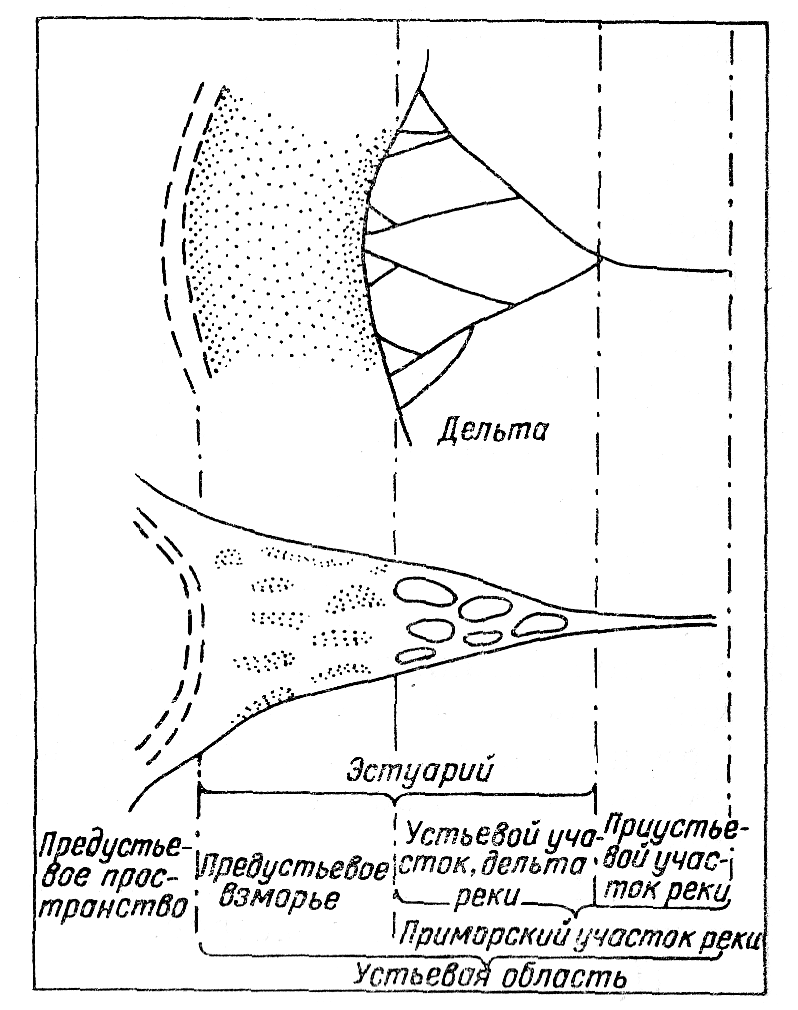 Дельта
Эстуарий
Предустье-
вое прос-
транство
Предустьевое
взморье
Устьевой уча-
сток, дельта
реки
Приустье-
вой учас-
ток реки
Приморский участок реки
Устьевая область